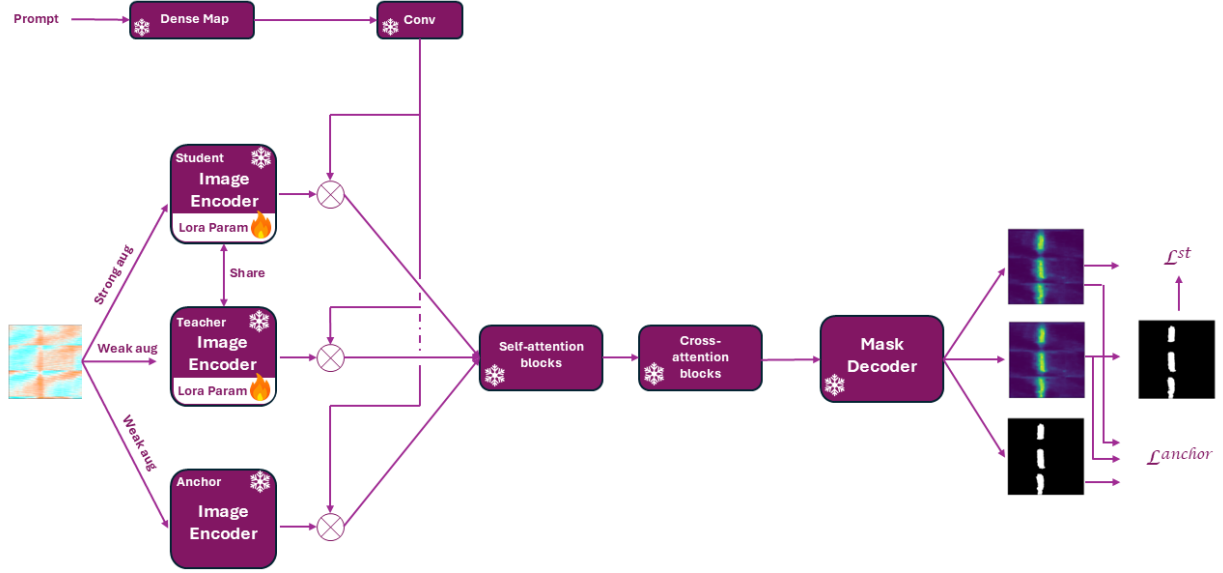 Prompt
Dense Map
Conv
Student
Image
Encoder
Lora Param
Strong aug
Share
Weak aug
Teacher
Image
Encoder
Lora Param
Weak aug
Anchor
Image
Encoder
Self-attention
blocks
Cross-
attention
blocks
Mask
Decoder
ℒst
ℒanchor